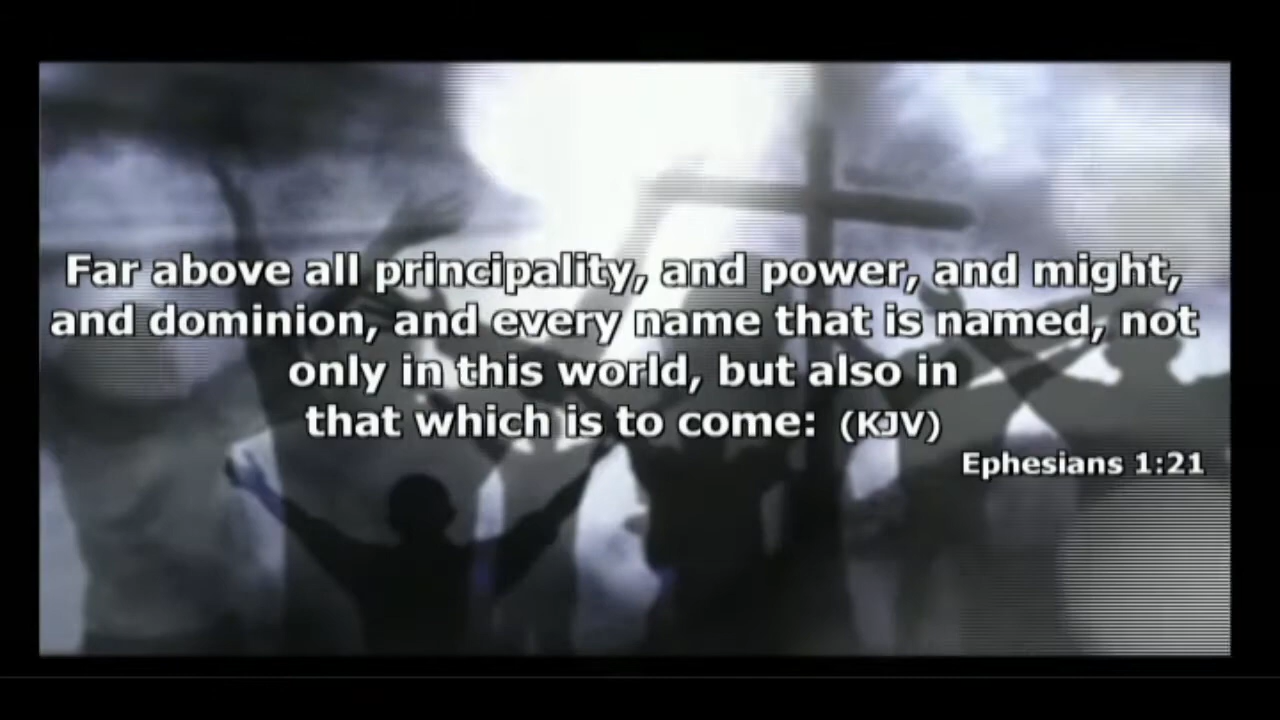 Far above all principality, and power, and might,
and dominion, and every name that is named, not
only in this world, but also in
that which is to come: (KJV)
Ephesians 1:21